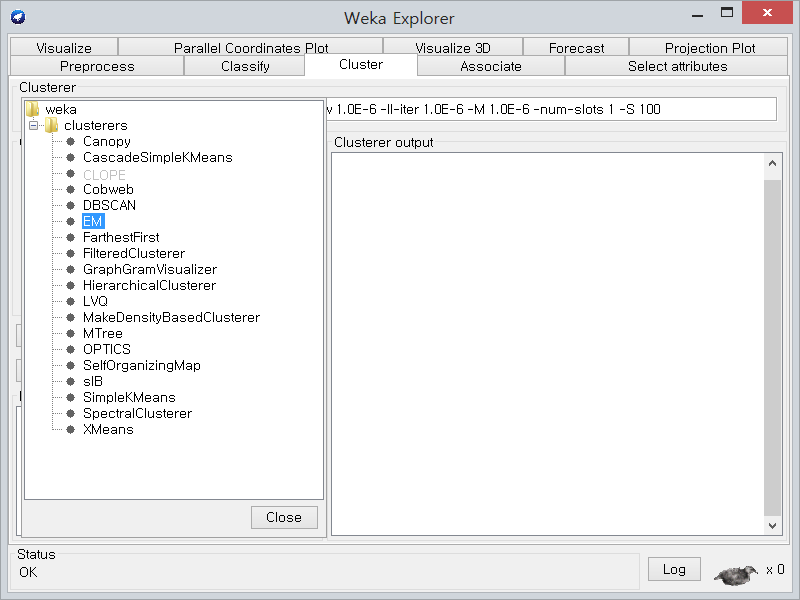 Weka Explorer
Visualize Parallel Coordinates Plot Visualize 3D Forecast Projection Plot
Preprocess Classify Cluster Associate Select attributes
Clusterer
weka 1.0E-6 -ll-iter 1.0E-6 -M 1.0E-6 -num-slots 1 -S 100
clusterers
Canopy
Clusterer output
CascadeSimpleKMeans
CLOPE
Cobweb
DBSCAN
EM
FarthestFirst
FilteredClusterer
GraphGramVisualizer
HierarchicalClusterer
LVQ
MakeDensityBasedClusterer
MTree
OPTICS
SelfOrganizingMap
sIB
SimpleKMeans
SpectralClusterer
XMeans
Close
Status
OK
Log
x 0